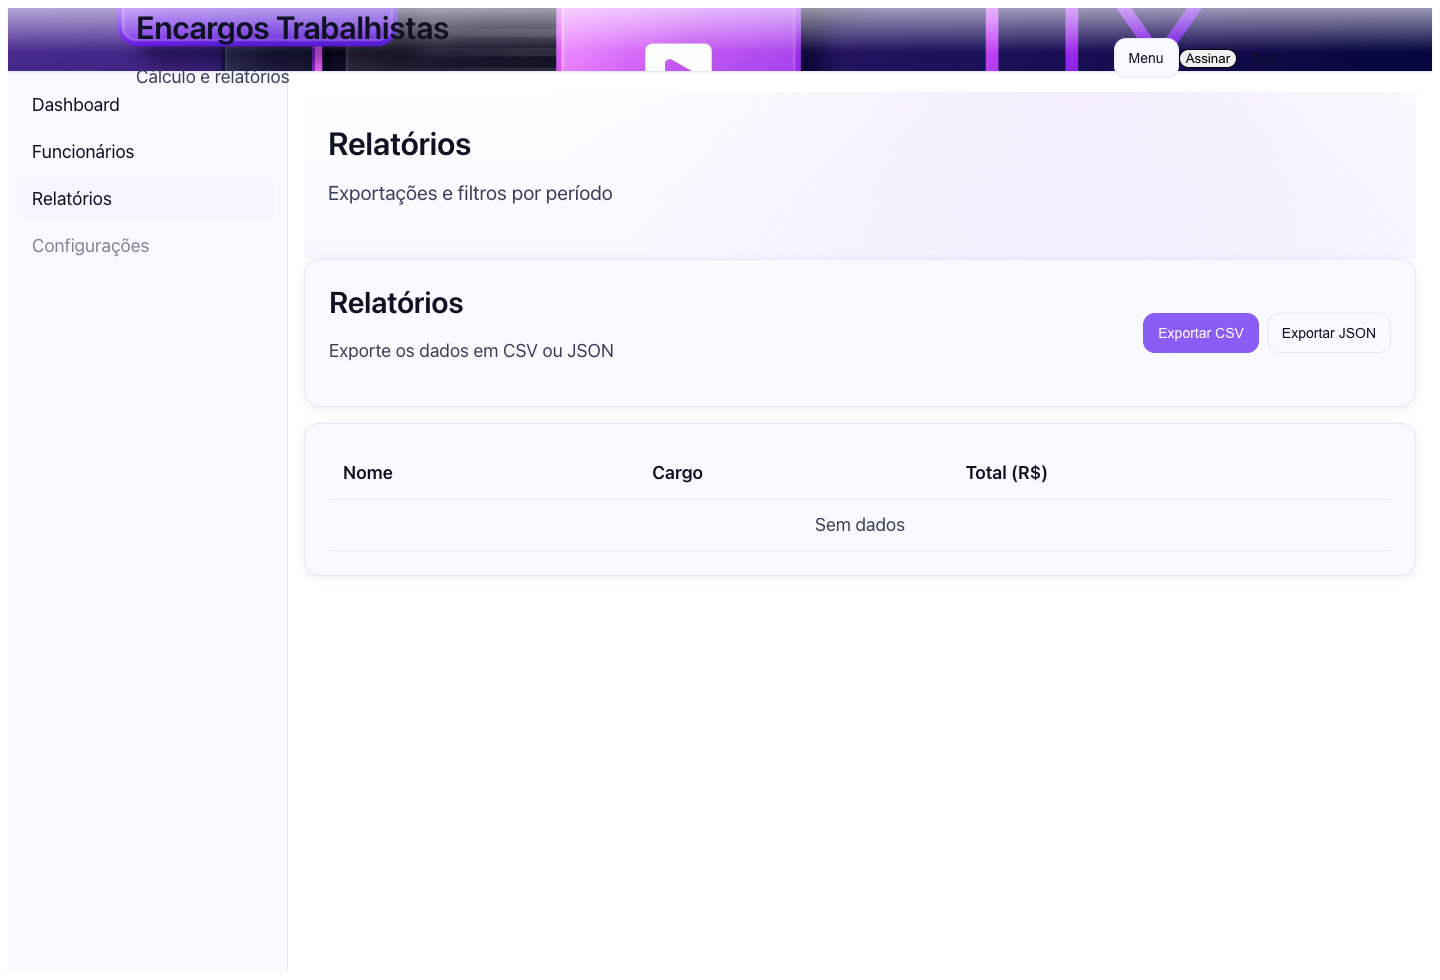 Encargos Trabalhistas
Cálculo e relatórios
Menu
Assinar
Dashboard
Funcionários
Relatórios
Configurações
Relatórios
Exportações e filtros por período
Relatórios
Exporte os dados em CSV ou JSON
Exportar CSV
Exportar JSON
Nome Cargo Total (R$)
Sem dados